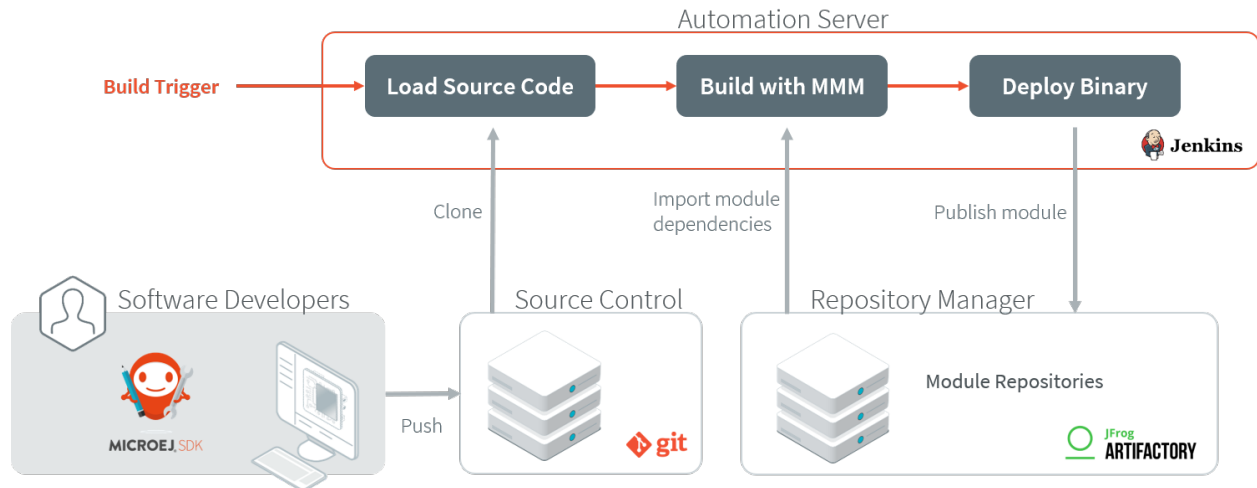 Automation Server
Build Trigger
Load Source Code
Build with MMM
Deploy Binary
Jenkins
Clone
Import module
dependencies
Publish module
Software Developers
Source Control
Repository Manager
MICROEJ.SDK
Push
git
Module Repositories
JFrog
ARTIFACTORY